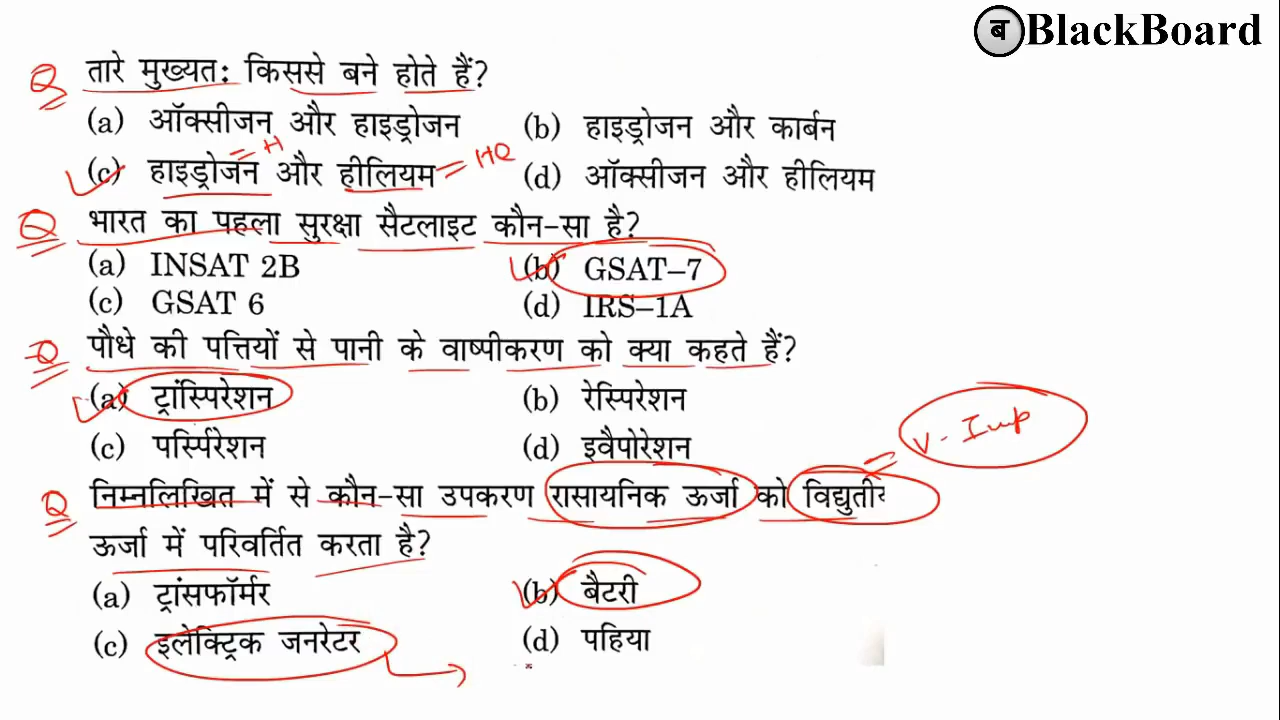 ब BlackBoard
Q तारे मुख्यत: किससे बने होते हैं?
(a) ऑक्सीजन और हाइड्रोजन (b) हाइड्रोजन और कार्बन
(c) हाइड्रोजन = H और हीलियम = He (d) ऑक्सीजन और हीलियम
Q भारत का पहला सुरक्षा सैटलाइट कौन-सा है?
(a) INSAT 2B (b) GSAT–7
(c) GSAT 6 (d) IRS–1A
Q पौधे की पत्तियों से पानी के वाष्पीकरण को क्या कहते हैं?
(a) ट्रांस्पिरेशन (b) रेस्पिरेशन
(c) पर्स्पिरेशन (d) इवैपोरेशन
V. Imp
Q निम्नलिखित में से कौन-सा उपकरण रासायनिक ऊर्जा को विद्युतीय
ऊर्जा में परिवर्तित करता है?
(a) ट्रांसफॉर्मर (b) बैटरी
(c) इलेक्ट्रिक जनरेटर (d) पहिया